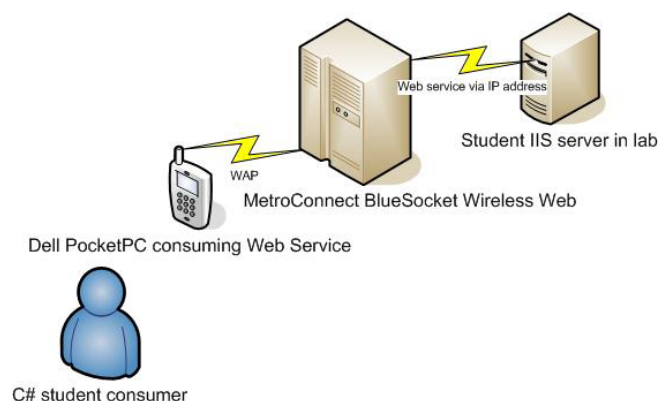 Web service via IP address
Student IIS server in lab
WAP
MetroConnect BlueSocket Wireless Web
Dell PocketPC consuming Web Service
C# student consumer